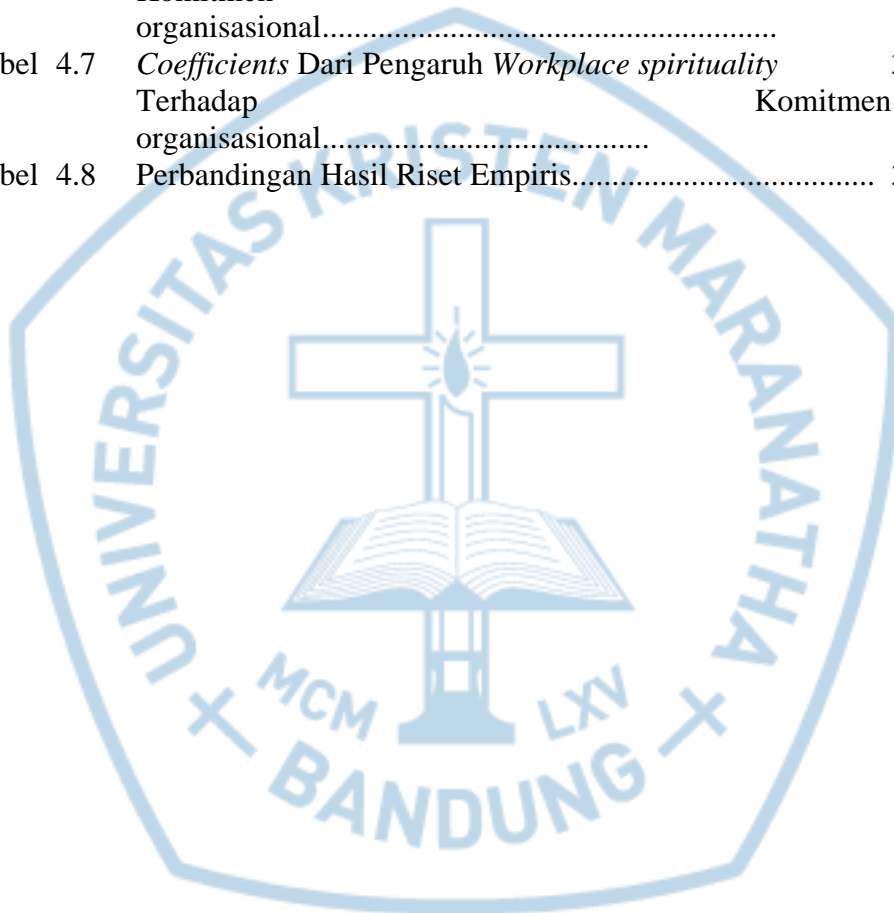 organisasional.........................................................
bel 4.7 Coefficients Dari Pengaruh Workplace spirituality
Terhadap Komitmen
organisasional.........................................
bel 4.8 Perbandingan Hasil Riset Empiris......................................
UNIVERSITAS KRISTEN MARANATHA
MCM LXV
BANDUNG